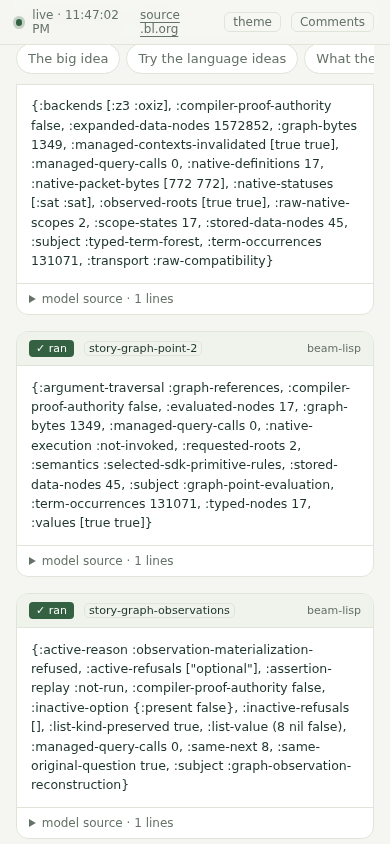 live · 11:47:02 PM
source .bl.org
theme
Comments
The big idea
Try the language ideas
What the
{:backends [:z3 :oxiz], :compiler-proof-authority
false, :expanded-data-nodes 1572852, :graph-bytes
1349, :managed-contexts-invalidated [true true],
:managed-query-calls 0, :native-definitions 17,
:native-packet-bytes [772 772], :native-statuses
[:sat :sat], :observed-roots [true true], :raw-native-
scopes 2, :scope-states 17, :stored-data-nodes 45,
:subject :typed-term-forest, :term-occurrences
131071, :transport :raw-compatibility}
▶ model source · 1 lines
✓ ran story-graph-point-2 beam-lisp
{:argument-traversal :graph-references, :compiler-
proof-authority false, :evaluated-nodes 17, :graph-
bytes 1349, :managed-query-calls 0, :native-
execution :not-invoked, :requested-roots 2,
:semantics :selected-sdk-primitive-rules, :stored-
data-nodes 45, :subject :graph-point-evaluation,
:term-occurrences 131071, :typed-nodes 17,
:values [true true]}
▶ model source · 1 lines
✓ ran story-graph-observations beam-lisp
{:active-reason :observation-materialization-
refused, :active-refusals ["optional"], :assertion-
replay :not-run, :compiler-proof-authority false,
:inactive-option {:present false}, :inactive-refusals
[], :list-kind-preserved true, :list-value (8 nil false),
:managed-query-calls 0, :same-next 8, :same-
original-question true, :subject :graph-observation-
reconstruction}
▶ model source · 1 lines